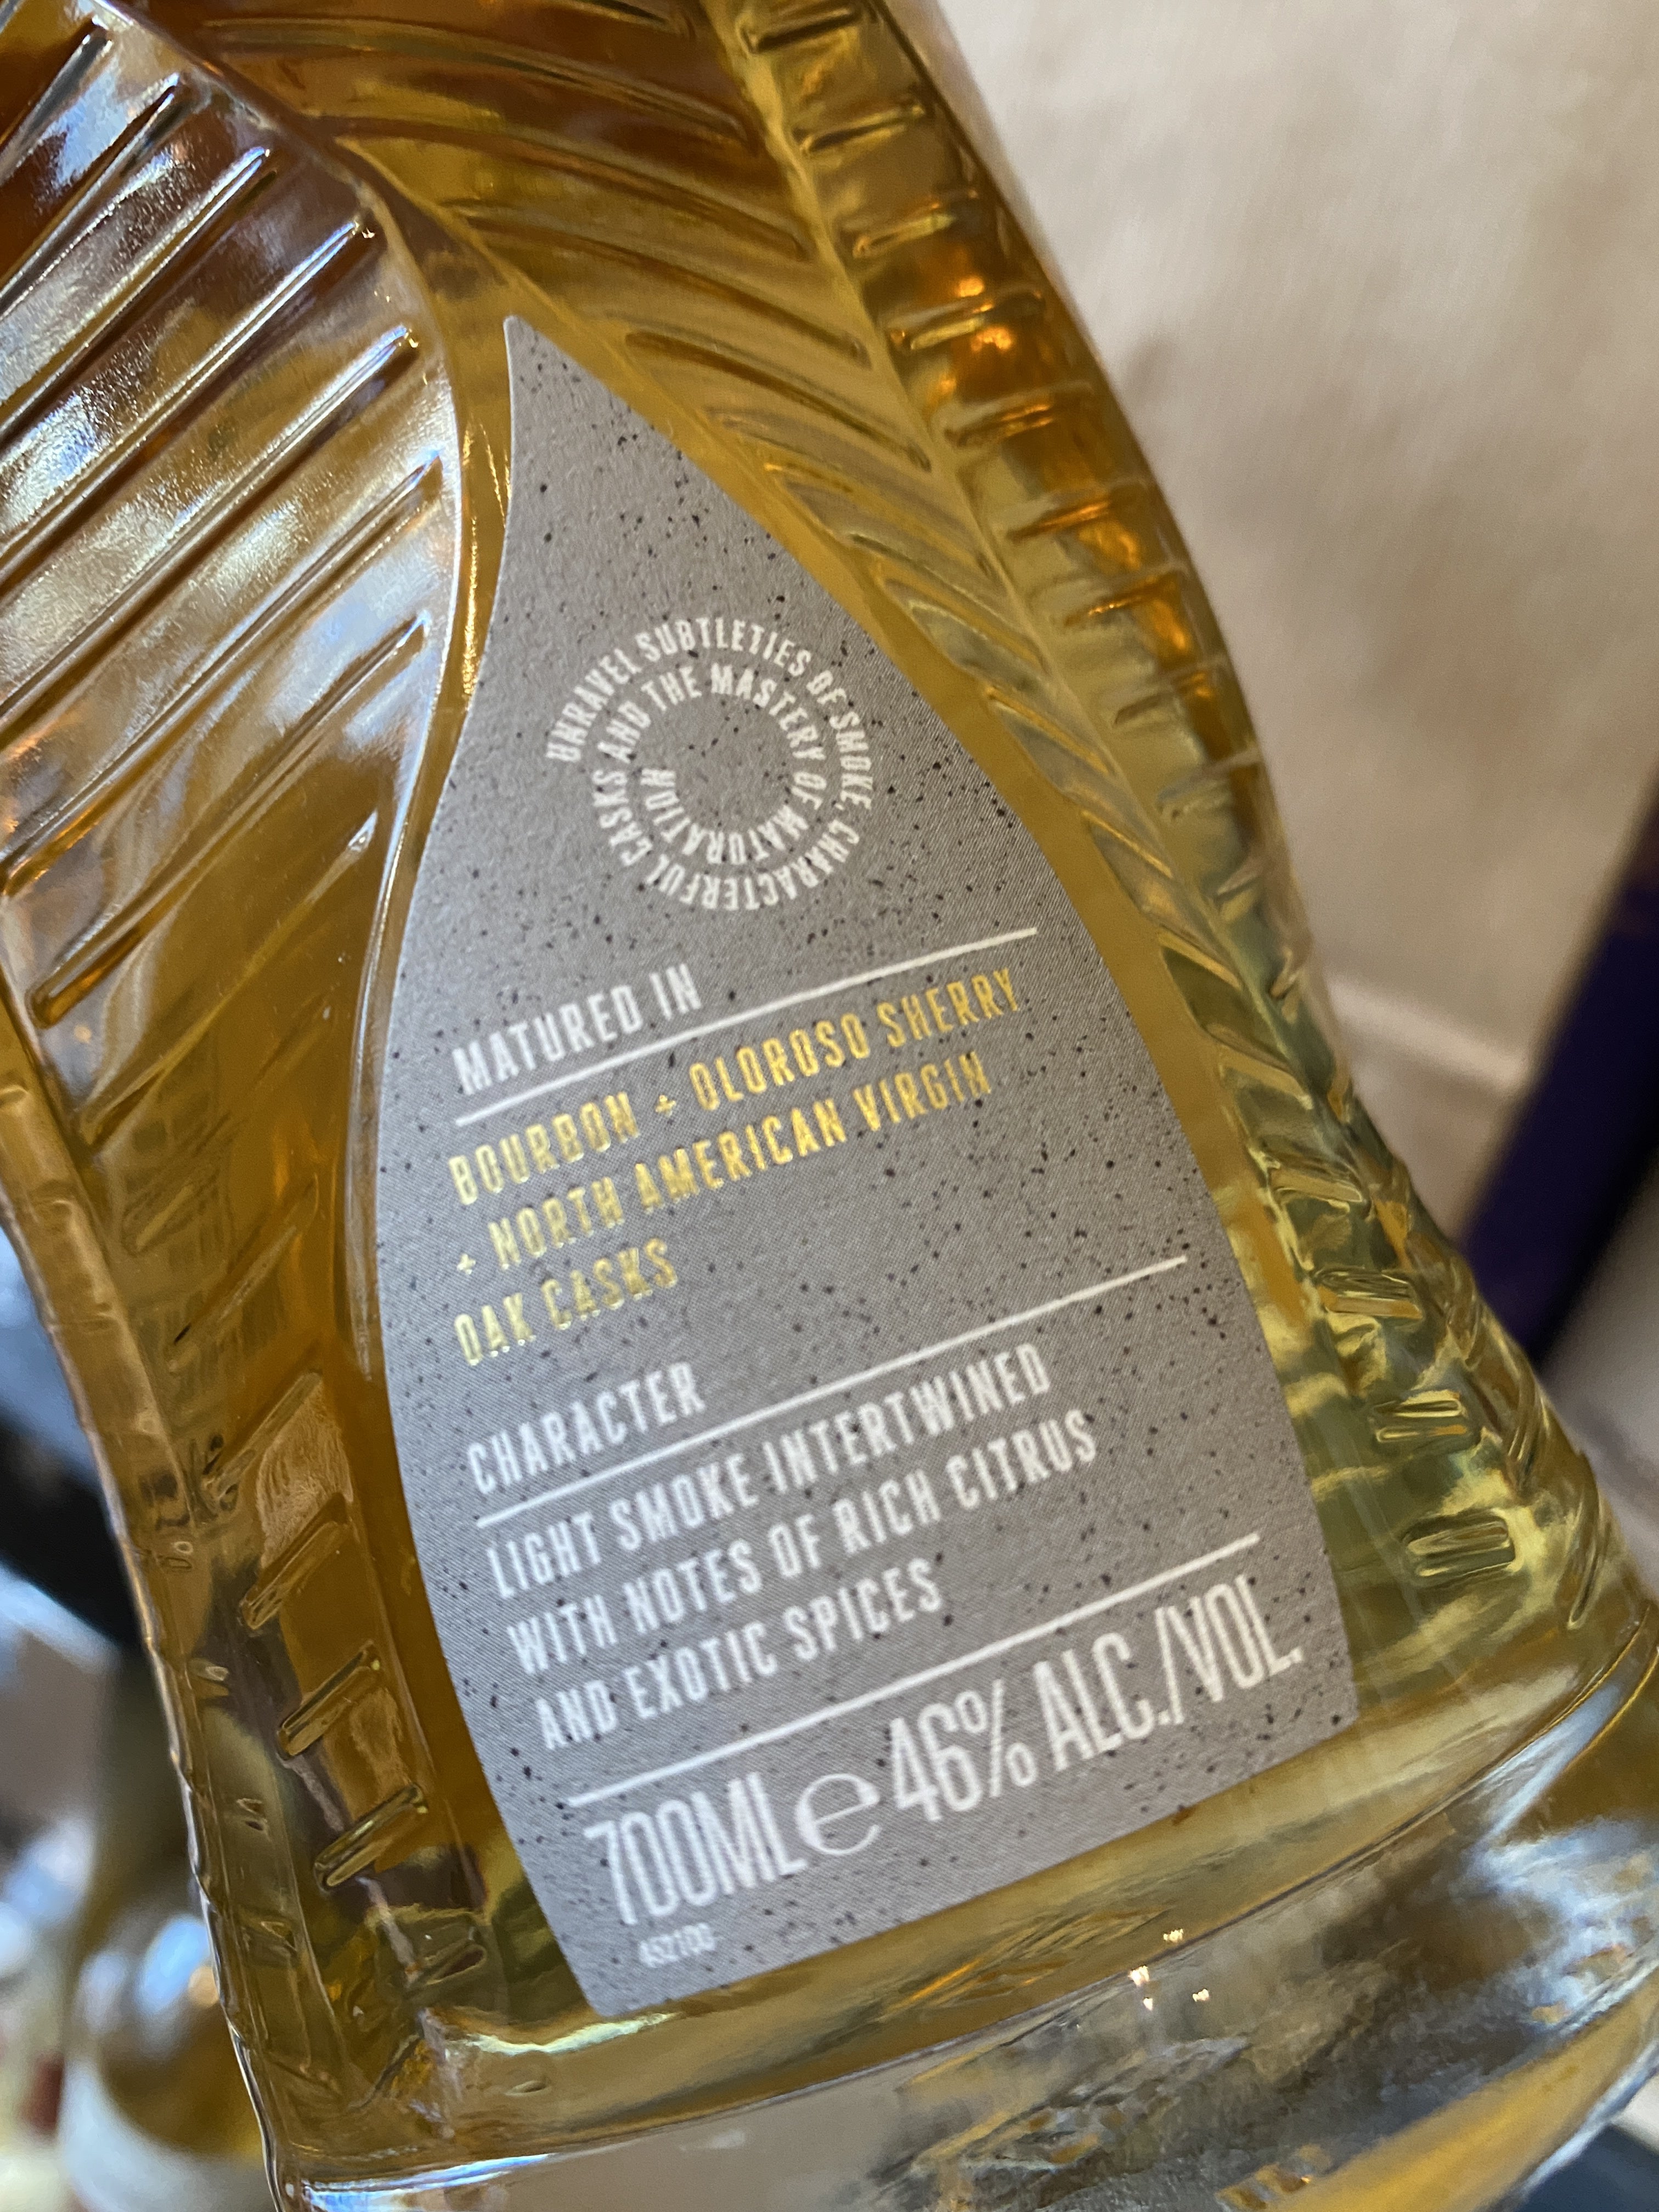 UNRAVEL SUBTLETIES OF SMOKE, CHARACTERFUL CASKS AND THE MASTERY OF MATURATION
MATURED IN
BOURBON + OLOROSO SHERRY
+ NORTH AMERICAN VIRGIN
OAK CASKS
CHARACTER
LIGHT SMOKE INTERTWINED
WITH NOTES OF RICH CITRUS
AND EXOTIC SPICES
700ML ℮ 46% ALC./VOL.